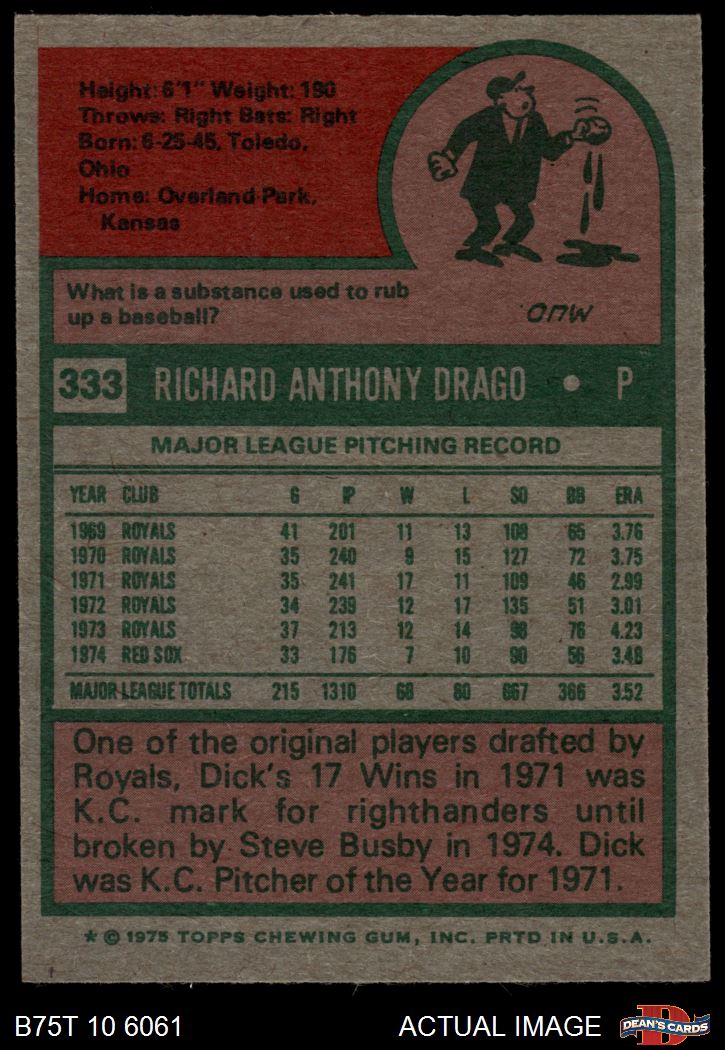 Height: 6'1" Weight: 190
Throws: Right Bats: Right
Born: 6-25-45, Toledo,
Ohio
Home: Overland Park,
Kansas
What is a substance used to rub
up a baseball?
MUD
333 RICHARD ANTHONY DRAGO • P
MAJOR LEAGUE PITCHING RECORD
YEAR CLUB G IP W L SO BB ERA
1969 ROYALS 41 201 11 13 108 65 3.76
1970 ROYALS 35 240 9 15 127 72 3.75
1971 ROYALS 35 241 17 11 109 46 2.99
1972 ROYALS 34 239 12 17 135 51 3.01
1973 ROYALS 37 213 12 14 98 76 4.23
1974 RED SOX 33 176 7 10 90 56 3.48
MAJOR LEAGUE TOTALS 215 1310 68 80 667 366 3.52
One of the original players drafted by
Royals, Dick's 17 Wins in 1971 was
K.C. mark for righthanders until
broken by Steve Busby in 1974. Dick
was K.C. Pitcher of the Year for 1971.
* © 1975 TOPPS CHEWING GUM, INC. PRTD IN U.S.A.
B75T 10 6061 ACTUAL IMAGE D DEAN'S CARDS